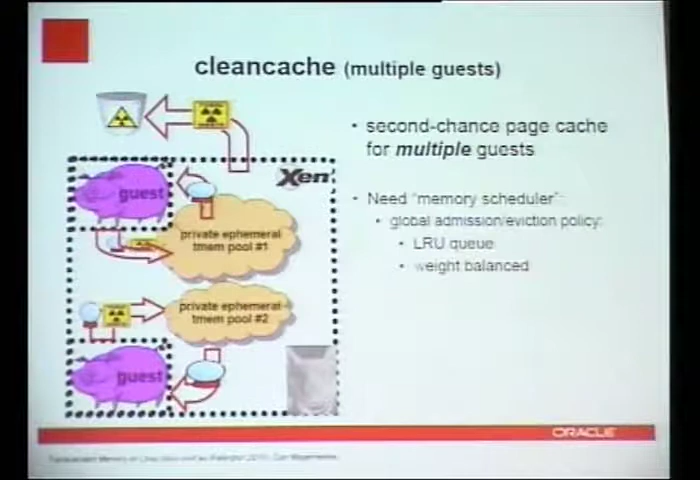 cleancache (multiple guests)
• second-chance page cache
for multiple guests
• Need "memory scheduler":
• global admission/eviction policy:
• LRU queue
• weight balanced
Xen
guest
private ephemeral
tmem pool #1
private ephemeral
tmem pool #2
guest
ORACLE